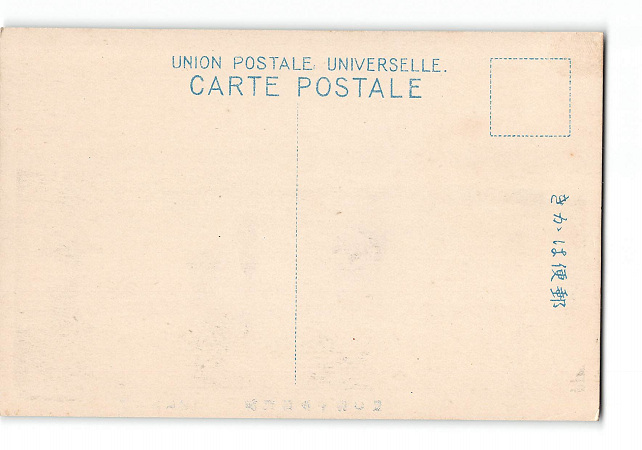 UNION POSTALE UNIVERSELLE.
CARTE POSTALE
きかは便郵